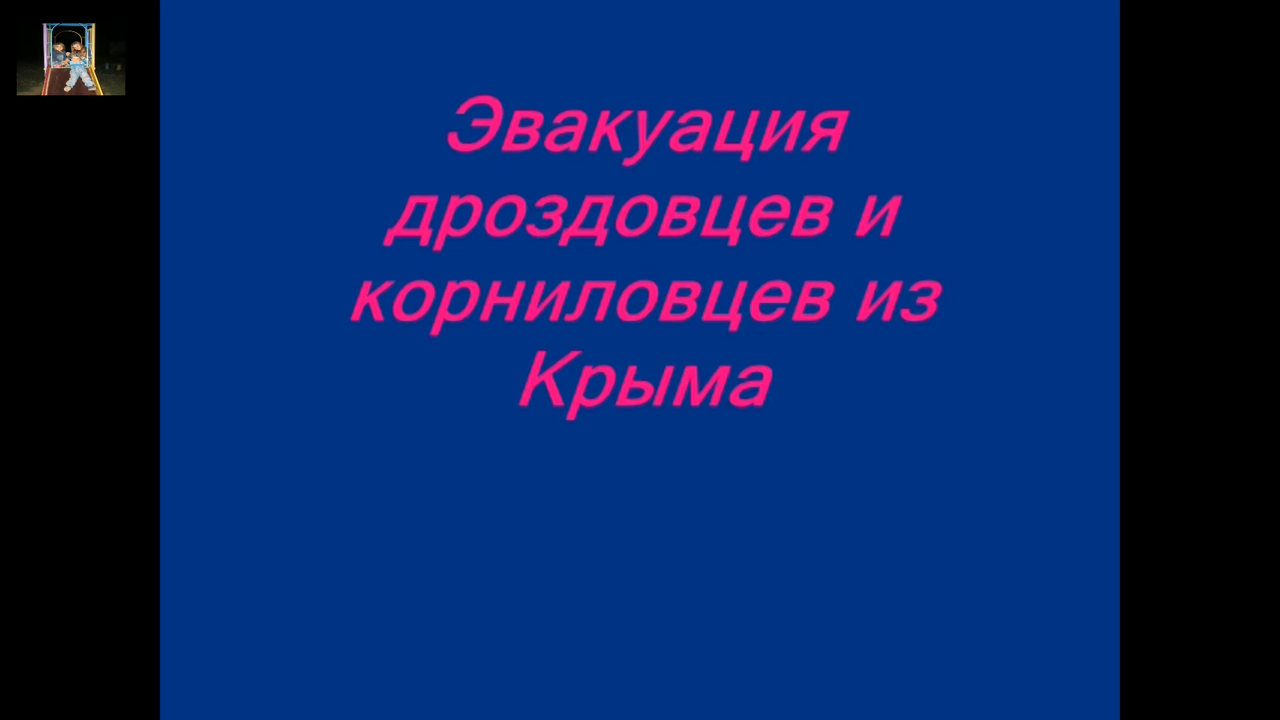 Эвакуация
дроздовцев и
корниловцев из
Крыма